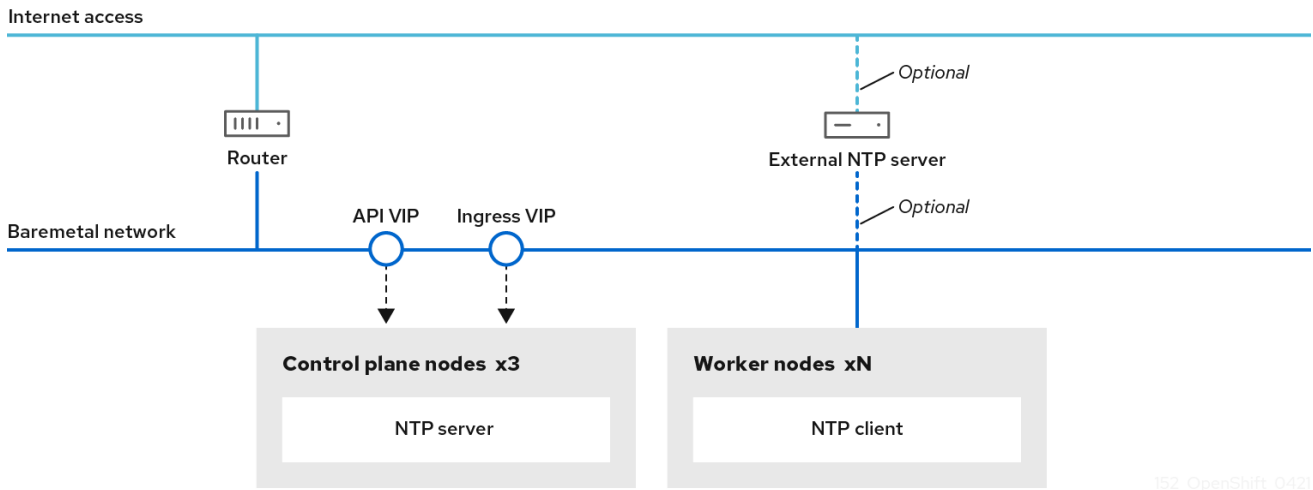 Internet access
Optional
Router
External NTP server
Optional
API VIP
Ingress VIP
Baremetal network
Control plane nodes x3
Worker nodes xN
NTP server
NTP client
152_OpenShift_0421